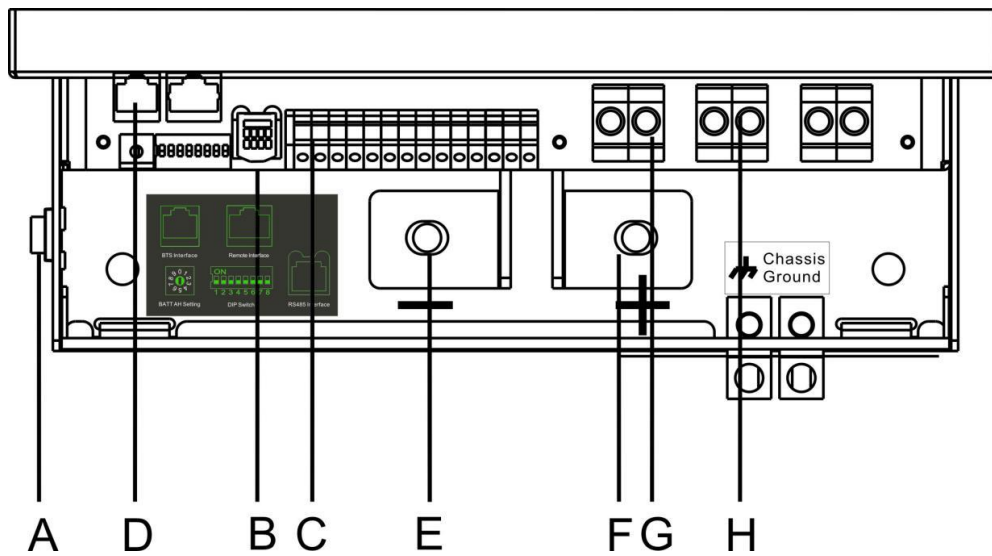 Chassis
Ground
BTS Interface
Remote Interface
ON
1 2 3 4 5 6 7 8
BATT AH Setting
DIP Switch
RS485 Interface
A
D
B
C
E
F
G
H